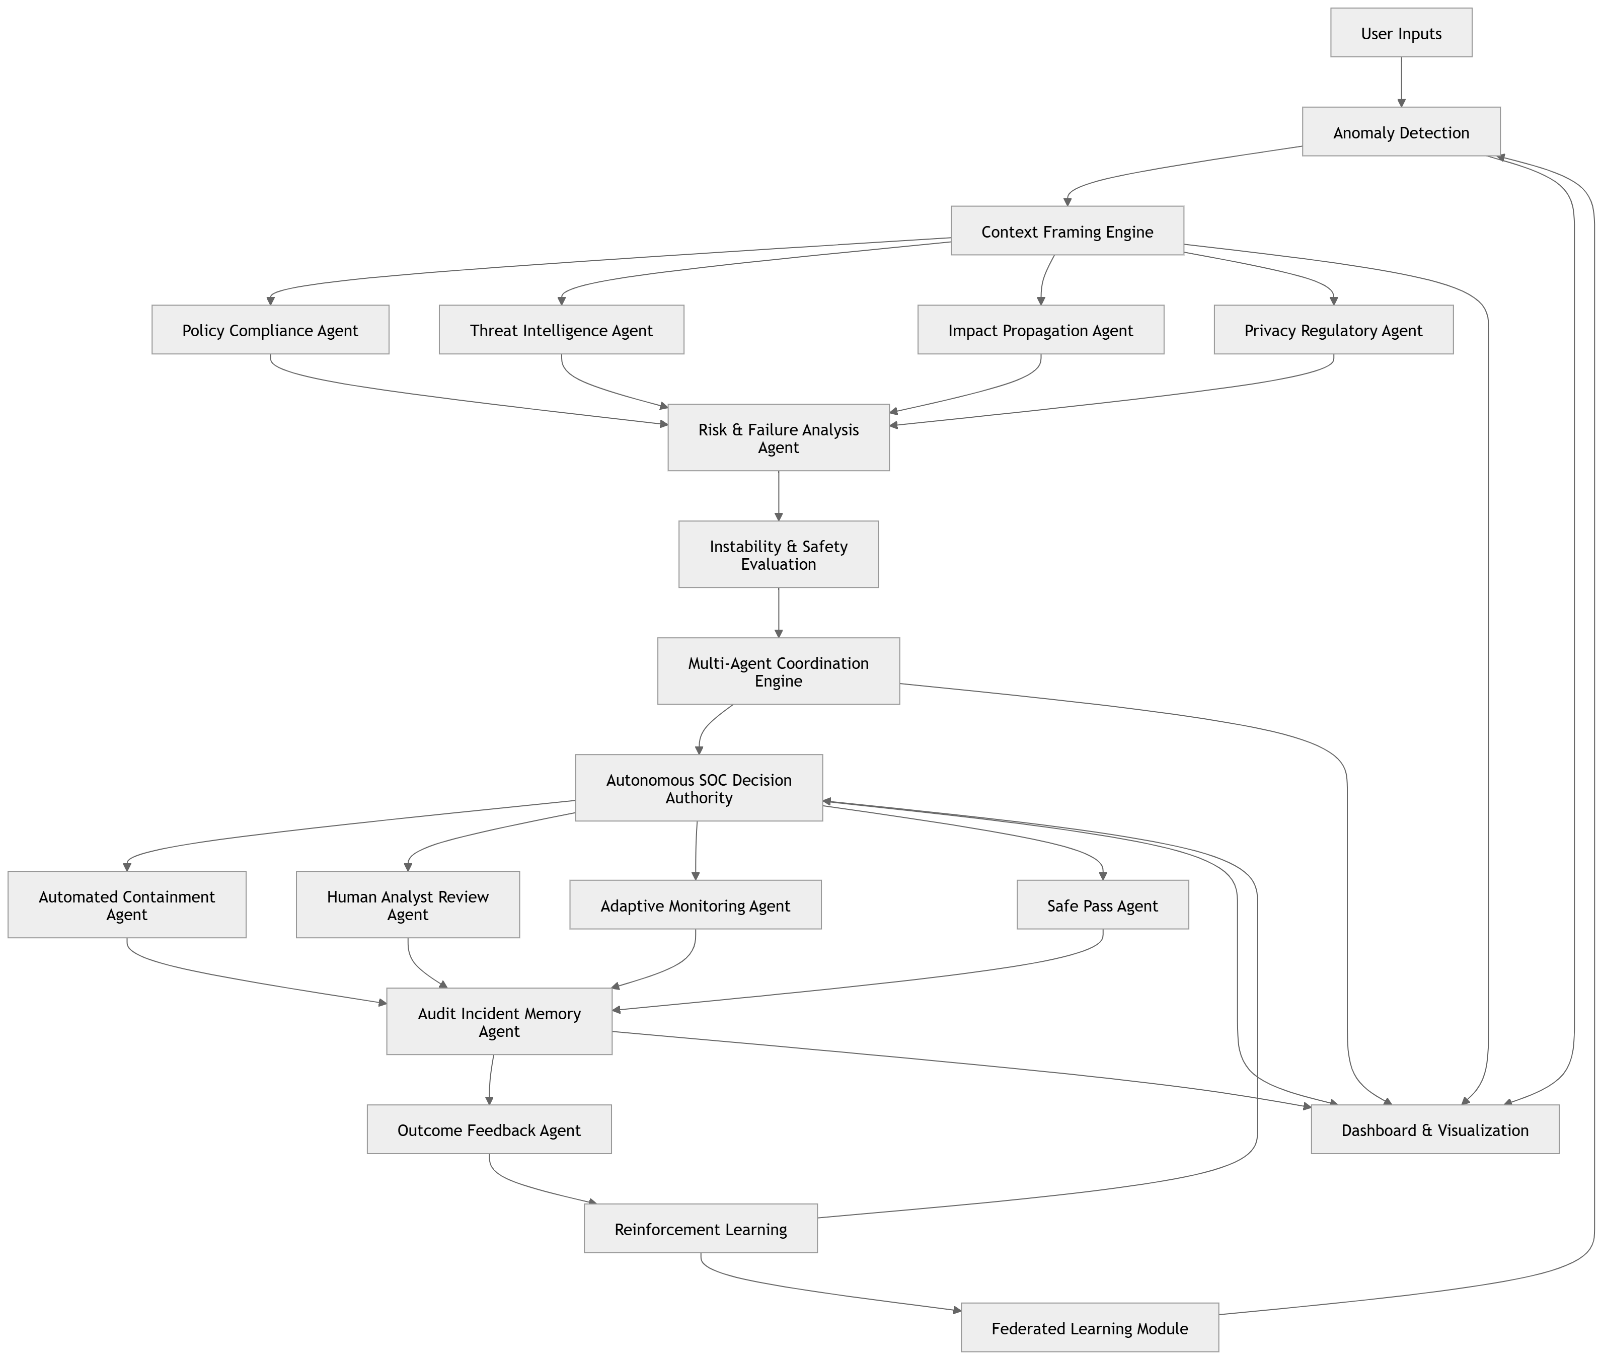 User Inputs
Anomaly Detection
Context Framing Engine
Policy Compliance Agent
Threat Intelligence Agent
Impact Propagation Agent
Privacy Regulatory Agent
Risk & Failure Analysis
Agent
Instability & Safety
Evaluation
Multi-Agent Coordination
Engine
Autonomous SOC Decision
Authority
Automated Containment
Agent
Human Analyst Review
Agent
Adaptive Monitoring Agent
Safe Pass Agent
Audit Incident Memory
Agent
Outcome Feedback Agent
Dashboard & Visualization
Reinforcement Learning
Federated Learning Module